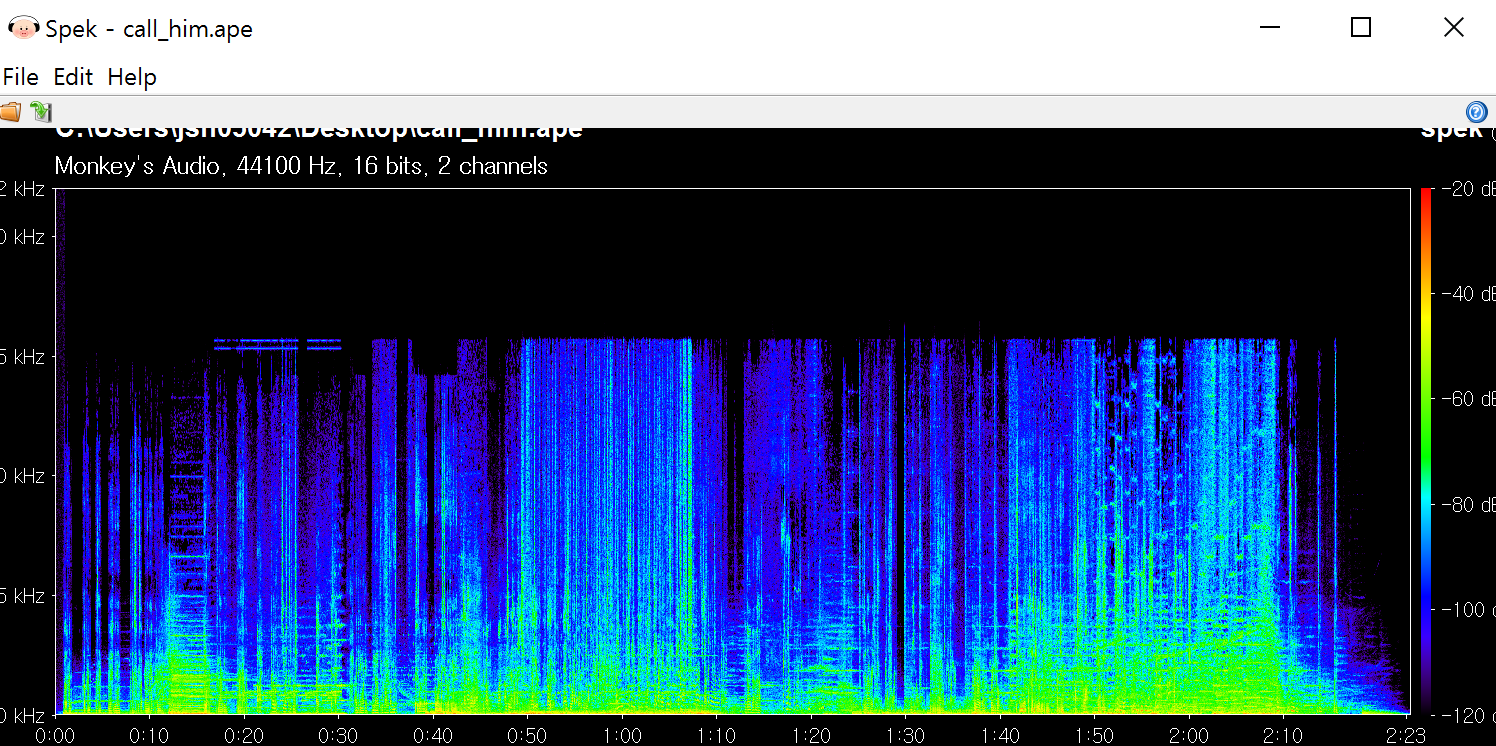 Spek - call_him.ape
File Edit Help
C:\Users\jsh05042\Desktop\call_him.ape
spek
Monkey's Audio, 44100 Hz, 16 bits, 2 channels
2 kHz
0 kHz
5 kHz
0 kHz
5 kHz
0 kHz
0:00 0:10 0:20 0:30 0:40 0:50 1:00 1:10 1:20 1:30 1:40 1:50 2:00 2:10 2:23
-20 dB
-40 dB
-60 dB
-80 dB
-100 dB
-120 d